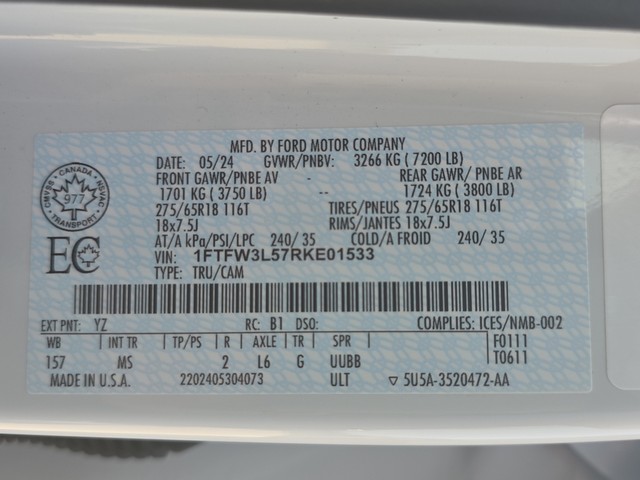 MFD. BY FORD MOTOR COMPANY
DATE: 05/24 GVWR/PNBV: 3266 KG ( 7200 LB)
FRONT GAWR/PNBE AV - REAR GAWR/ PNBE AR
1701 KG ( 3750 LB) -- 1724 KG ( 3800 LB)
275/65R18 116T TIRES/PNEUS 275/65R18 116T
18x7.5J RIMS/JANTES 18x7.5J
AT/A kPa/PSI/LPC 240/ 35 COLD/A FROID 240/ 35
VIN: 1FTFW3L57RKE01533
TYPE: TRU/CAM
CANADA
CMVSS NSVAC
977
TRANSPORT
EC
EXT PNT: YZ RC: B1 DSO: COMPLIES: ICES/NMB-002
WB INT TR TP/PS R AXLE TR SPR F0111
157 MS 2 L6 G UUBB T0611
MADE IN U.S.A. 2202405304073 ULT ▽ 5U5A-3520472-AA